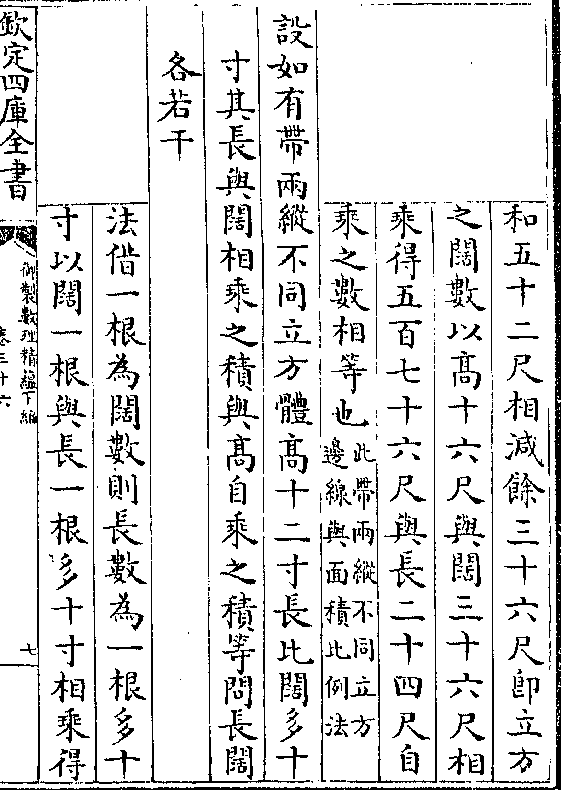 和五十二尺相減餘三十六尺卽立方
之闊數以髙十六尺與闊三十六尺相
乘得五百七十六尺與長二十四尺自
乘之數相等也此帶兩縱不同立方
邊線與面積比例法
設如有帶兩縱不同立方體髙十二寸長比闊多十
寸其長與闊相乘之積與髙自乘之積等問長闊
各若干
法借一根為闊數則長數為一根多十
寸以闊一根與長一根多十寸相乘得
欽定四庫全書
御製數理精藴下編
卷三十六
七